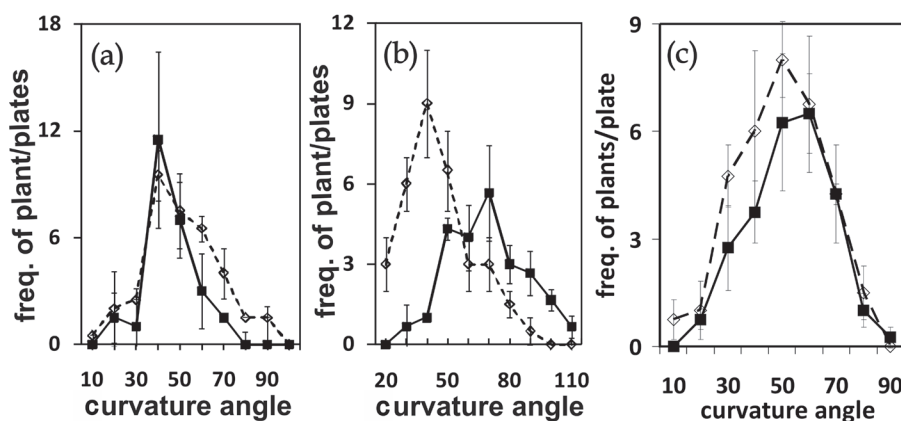 (a)
freq. of plant/plates
18
12
6
0
10 30 50 70 90
curvature angle
(b)
freq. of plant/plates
12
9
6
3
0
20 50 80 110
curvature angle
(c)
freq. of plants/plate
9
6
3
0
10 30 50 70 90
curvature angle